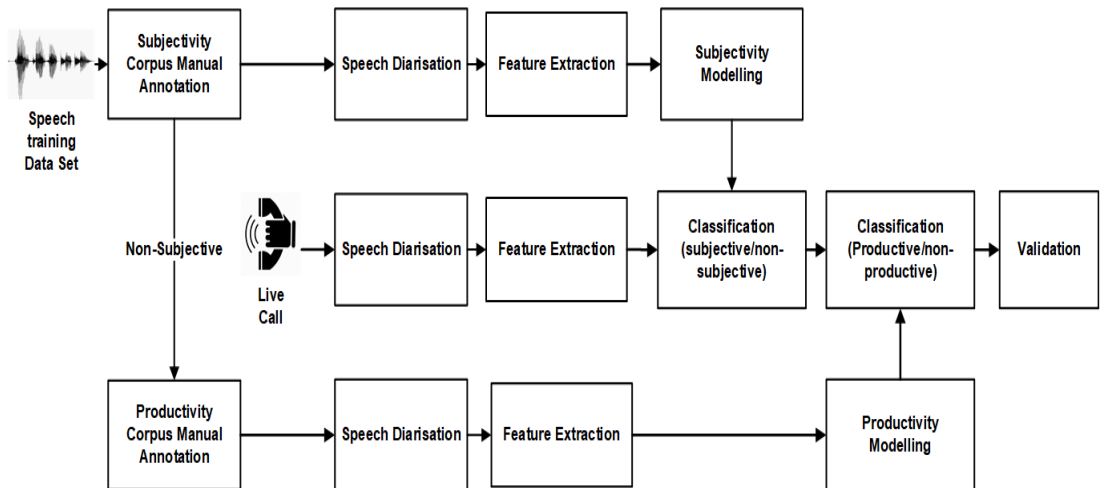 Subjectivity
Corpus Manual
Annotation
Speech Diarisation
Feature Extraction
Subjectivity
Modelling
Speech
training
Data Set
Non-Subjective
Live
Call
Speech Diarisation
Feature Extraction
Classification
(subjective/non-
subjective)
Classification
(Productive/non-
productive)
Validation
Productivity
Corpus Manual
Annotation
Speech Diarisation
Feature Extraction
Productivity
Modelling